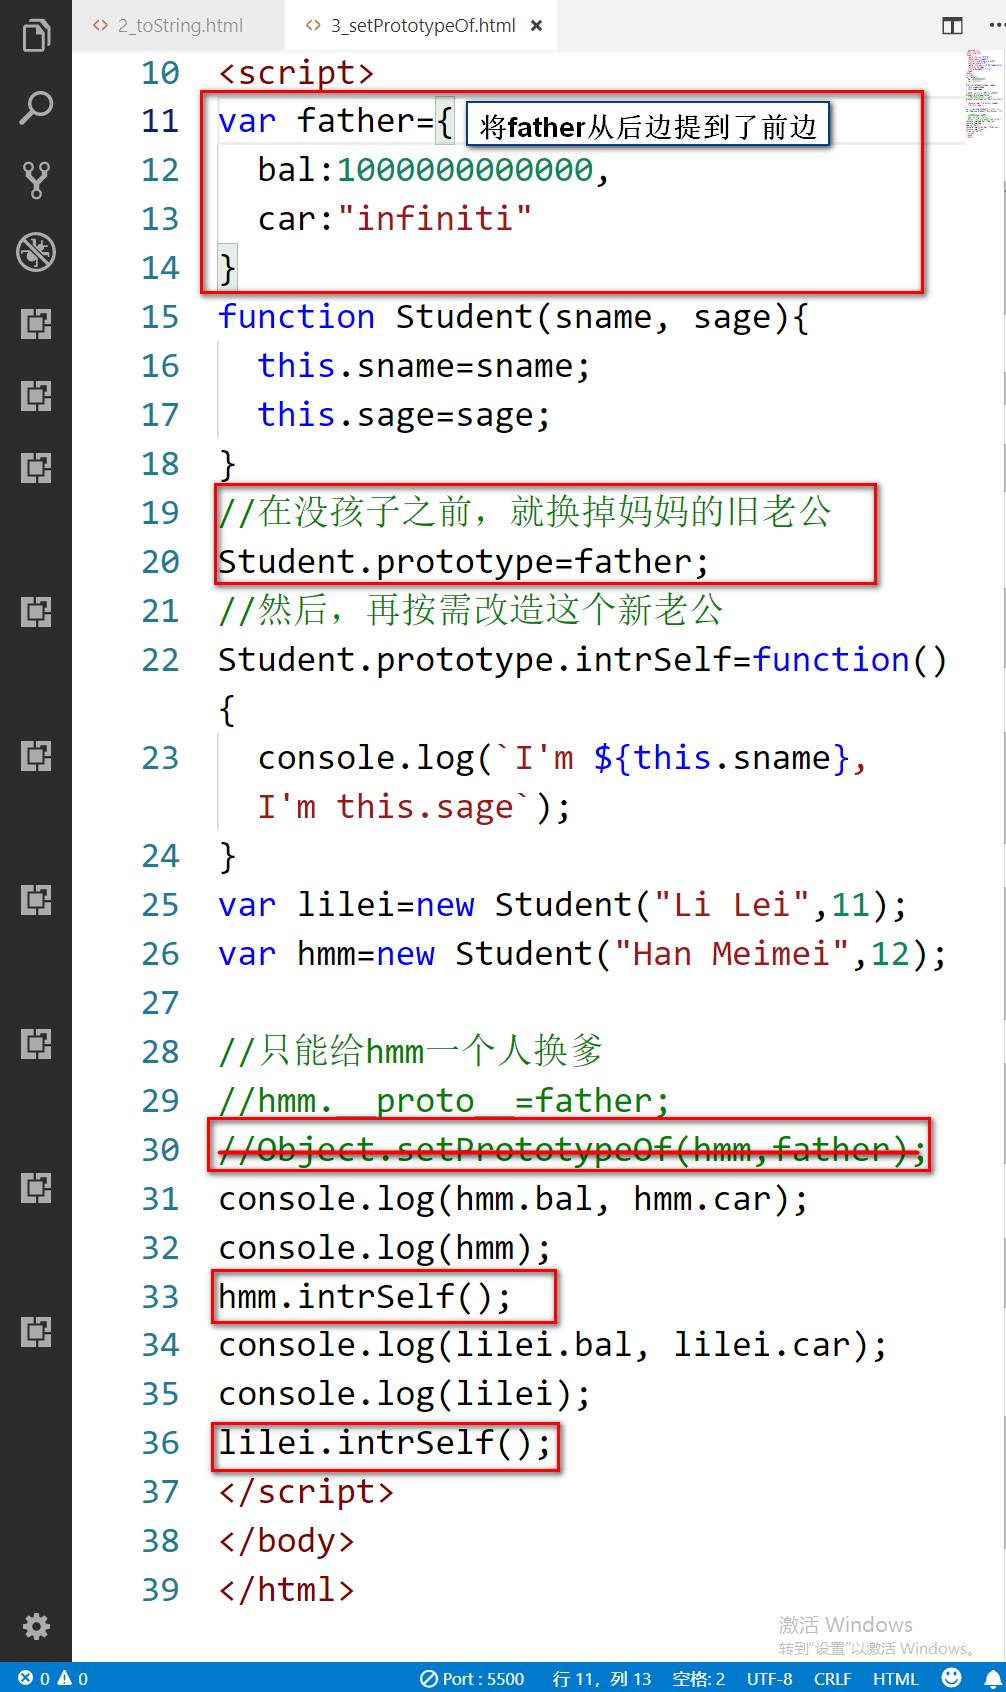 <> 2_toString.html <> 3_setPrototypeOf.html ×
10 <script>
11 var father={ 将father从后边提到了前边
12 bal:1000000000000,
13 car:"infiniti"
14 }
15 function Student(sname, sage){
16 this.sname=sname;
17 this.sage=sage;
18 }
19 //在没孩子之前，就换掉妈妈的旧老公
20 Student.prototype=father;
21 //然后，再按需改造这个新老公
22 Student.prototype.intrSelf=function()
{
23 console.log(`I'm ${this.sname},
I'm this.sage`);
24 }
25 var lilei=new Student("Li Lei",11);
26 var hmm=new Student("Han Meimei",12);
27
28 //只能给hmm一个人换爹
29 //hmm.__proto__=father;
30 //Object.setPrototypeOf(hmm,father);
31 console.log(hmm.bal, hmm.car);
32 console.log(hmm);
33 hmm.intrSelf();
34 console.log(lilei.bal, lilei.car);
35 console.log(lilei);
36 lilei.intrSelf();
37 </script>
38 </body>
39 </html>
激活 Windows
转到"设置"以激活 Windows。
0 0 Port : 5500 行 11，列 13 空格: 2 UTF-8 CRLF HTML